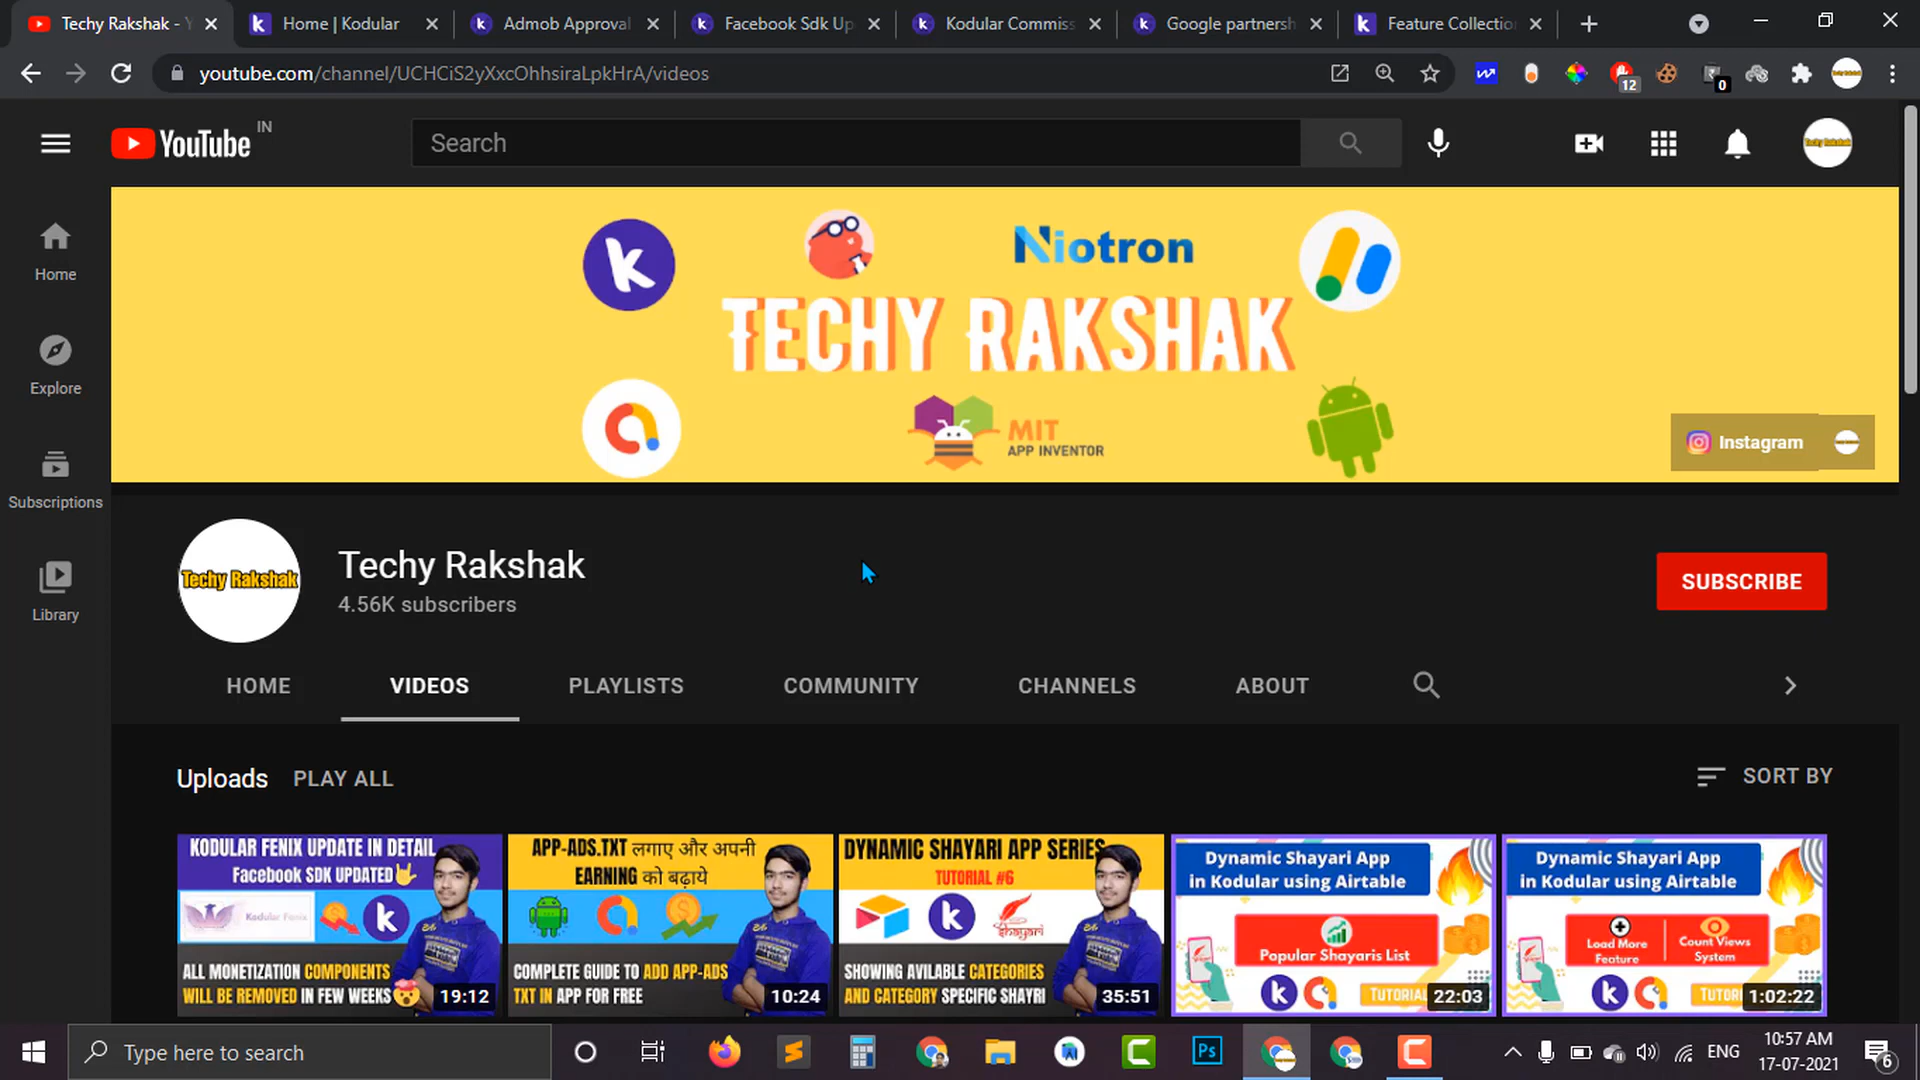 Techy Rakshak - Y
Home | Kodular
Admob Approval
Facebook Sdk Up
Kodular Commiss
Google partnersh
Feature Collectio
youtube.com/channel/UCHCiS2yXxcOhhsiraLpkHrA/videos
12
0
YouTube IN
Search
Home
Explore
Subscriptions
Library
Niotron
TECHY RAKSHAK
MIT
APP INVENTOR
Instagram
Techy Rakshak
Techy Rakshak
4.56K subscribers
SUBSCRIBE
HOME
VIDEOS
PLAYLISTS
COMMUNITY
CHANNELS
ABOUT
Uploads
PLAY ALL
SORT BY
KODULAR FENIX UPDATE IN DETAIL
Facebook SDK UPDATED
Kodular Fenix
ALL MONETIZATION COMPONENTS
WILL BE REMOVED IN FEW WEEKS
19:12
APP-ADS.TXT लगाए और अपनी
EARNING को बढ़ाये
COMPLETE GUIDE TO ADD APP-ADS
TXT IN APP FOR FREE
10:24
DYNAMIC SHAYARI APP SERIES
TUTORIAL #6
Shayari
SHOWING AVILABLE CATEGORIES
AND CATEGORY SPECIFIC SHAYRI
35:51
Dynamic Shayari App
in Kodular using Airtable
Popular Shayaris List
TUTORIAL
22:03
Dynamic Shayari App
in Kodular using Airtable
Load More
Feature
Count Views
System
TUTORI
1:02:22
Type here to search
Ps
ENG
10:57 AM
17-07-2021
6